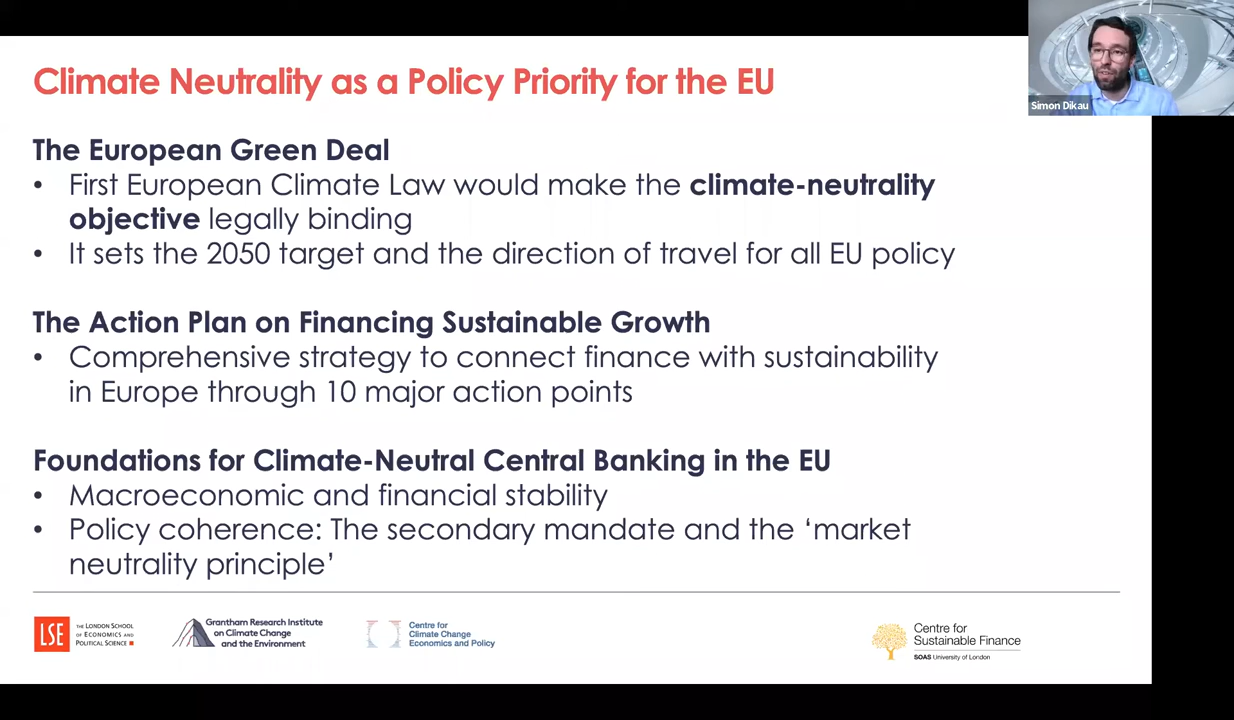 Climate Neutrality as a Policy Priority for the EU
Simon Dikau
The European Green Deal
• First European Climate Law would make the climate-neutrality
objective legally binding
• It sets the 2050 target and the direction of travel for all EU policy
The Action Plan on Financing Sustainable Growth
• Comprehensive strategy to connect finance with sustainability
in Europe through 10 major action points
Foundations for Climate-Neutral Central Banking in the EU
• Macroeconomic and financial stability
• Policy coherence: The secondary mandate and the ‘market
neutrality principle’
LSE
THE LONDON SCHOOL
OF ECONOMICS AND
POLITICAL SCIENCE
Grantham Research Institute
on Climate Change
and the Environment
Centre for
Climate Change
Economics and Policy
Centre for
Sustainable Finance
SOAS University of London